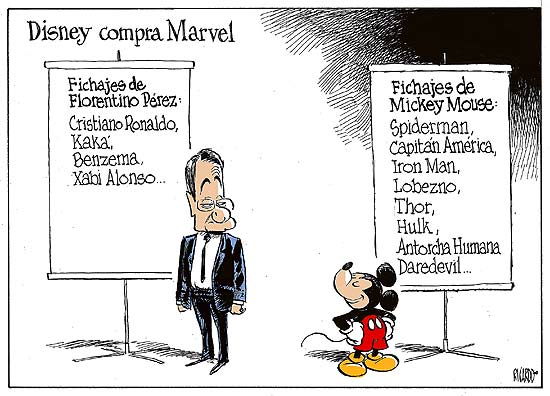 Disney compra Marvel
Fichajes de
Florentino Pérez:
Cristiano Ronaldo,
Kaká,
Benzema,
Xabi Alonso...
Fichajes de
Mickey Mouse:
Spiderman,
Capitán América,
Iron Man,
Lobezno,
Thor,
Hulk,
Antorcha Humana
Daredevil...
RICARDO